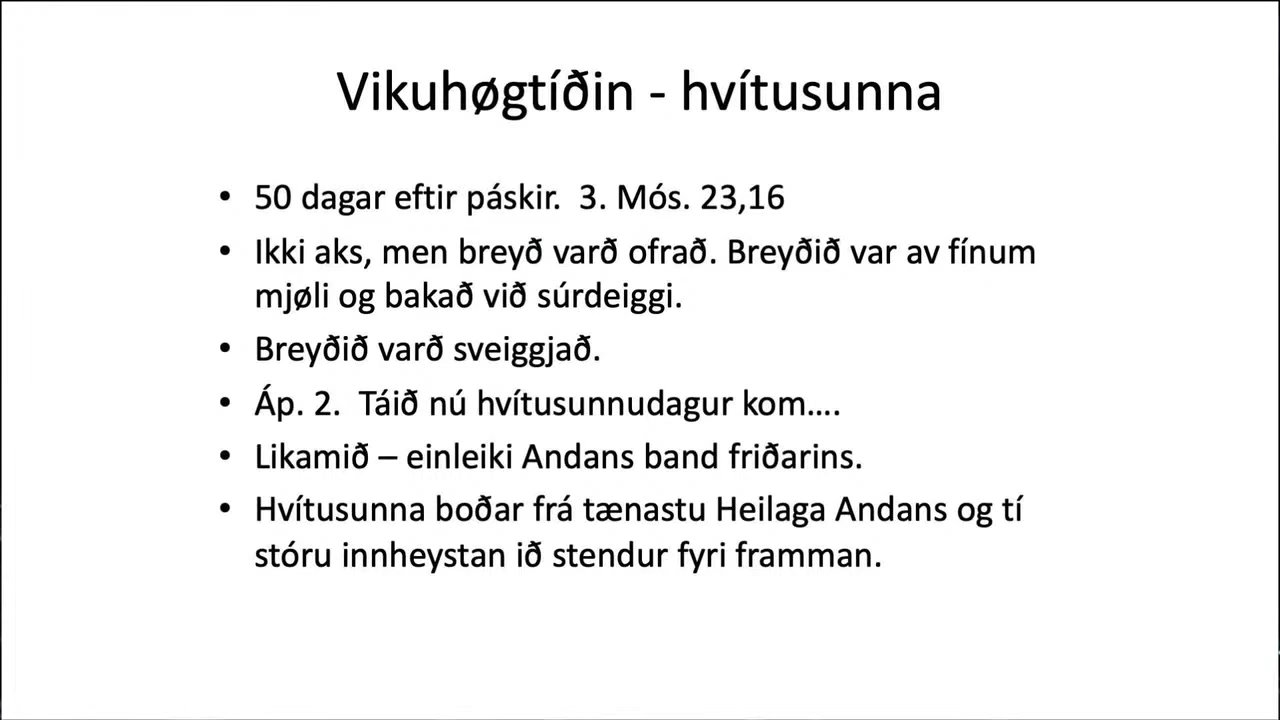 Vikuhøgtíðin - hvítusunna
• 50 dagar eftir páskir.  3. Mós. 23,16
• Ikki aks, men breyð varð ofrað. Breyðið var av fínum
mjøli og bakað við súrdeiggi.
• Breyðið varð sveiggjað.
• Áp. 2.  Táið nú hvítusunnudagur kom....
• Likamið – einleiki Andans band friðarins.
• Hvítusunna boðar frá tænastu Heilaga Andans og tí
stóru innheystan ið stendur fyri framman.